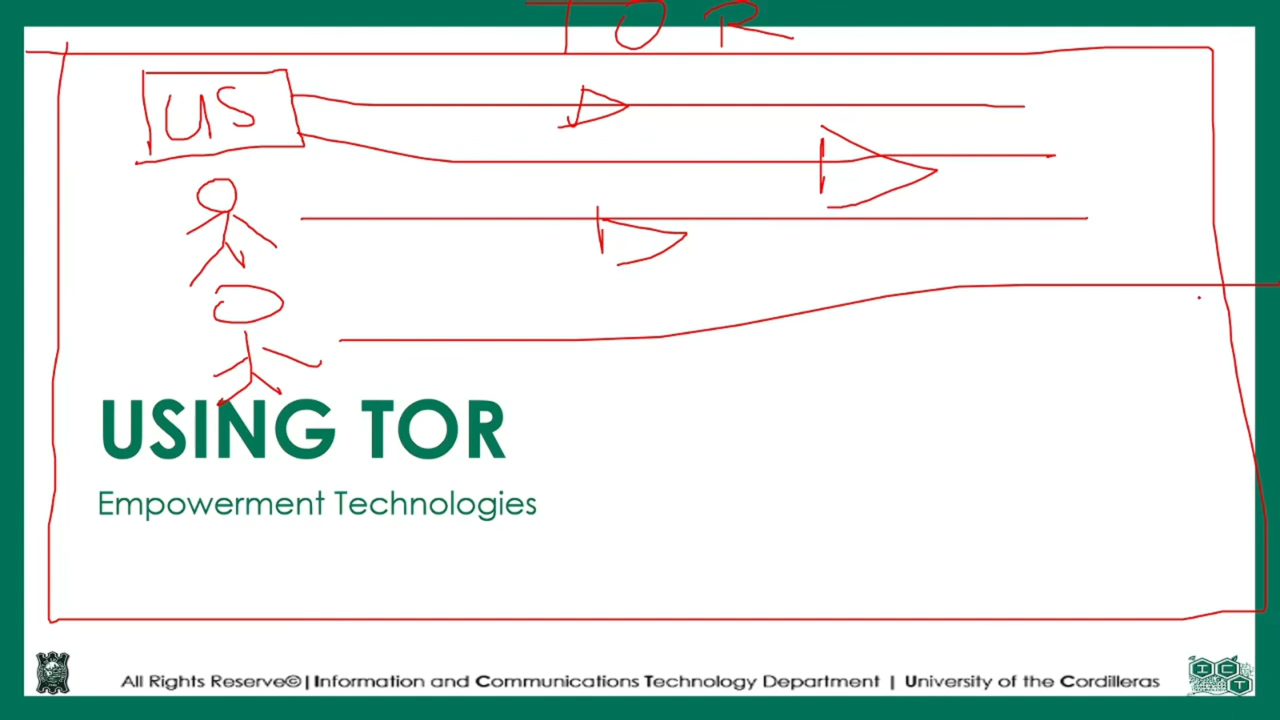 TOR
US
USING TOR
Empowerment Technologies
All Rights Reserve©| Information and Communications Technology Department | University of the Cordilleras
I C
T